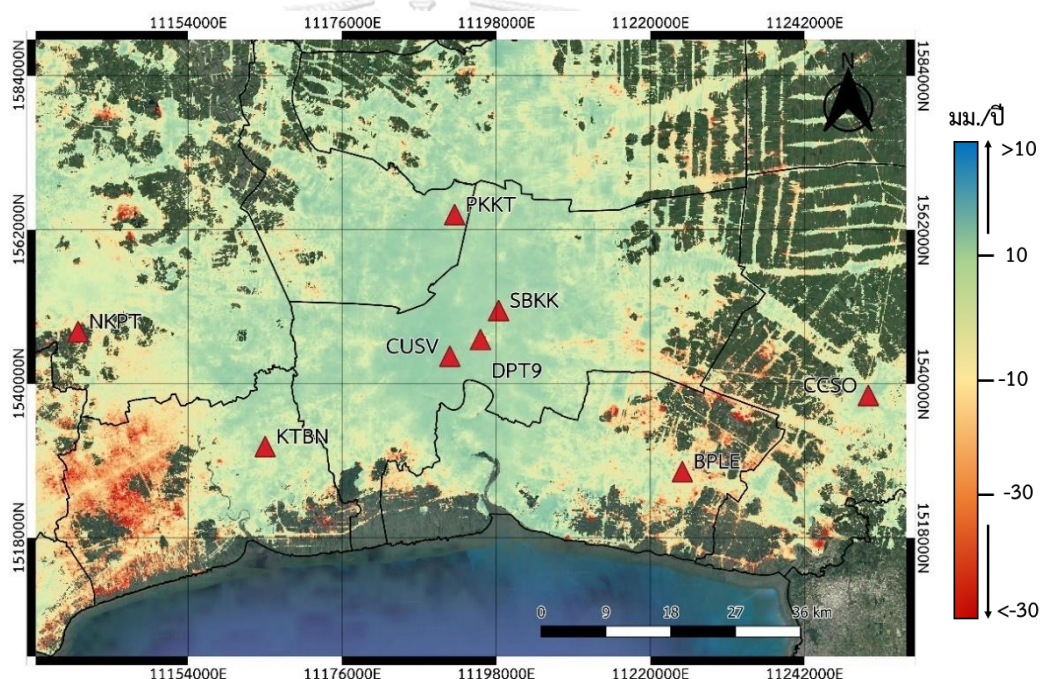 11154000E 11176000E 11198000E 11220000E 11242000E
1584000N 1584000N
N
มม./ปี
>10
PKKT
1562000N 1562000N
10
SBKK
NKPT
CUSV
DPT9
1540000N 1540000N
-10
CCSO
KTBN
BPLE
-30
1518000N 1518000N
0 9 18 27 36 km
<-30
11154000E 11176000E 11198000E 11220000E 11242000E